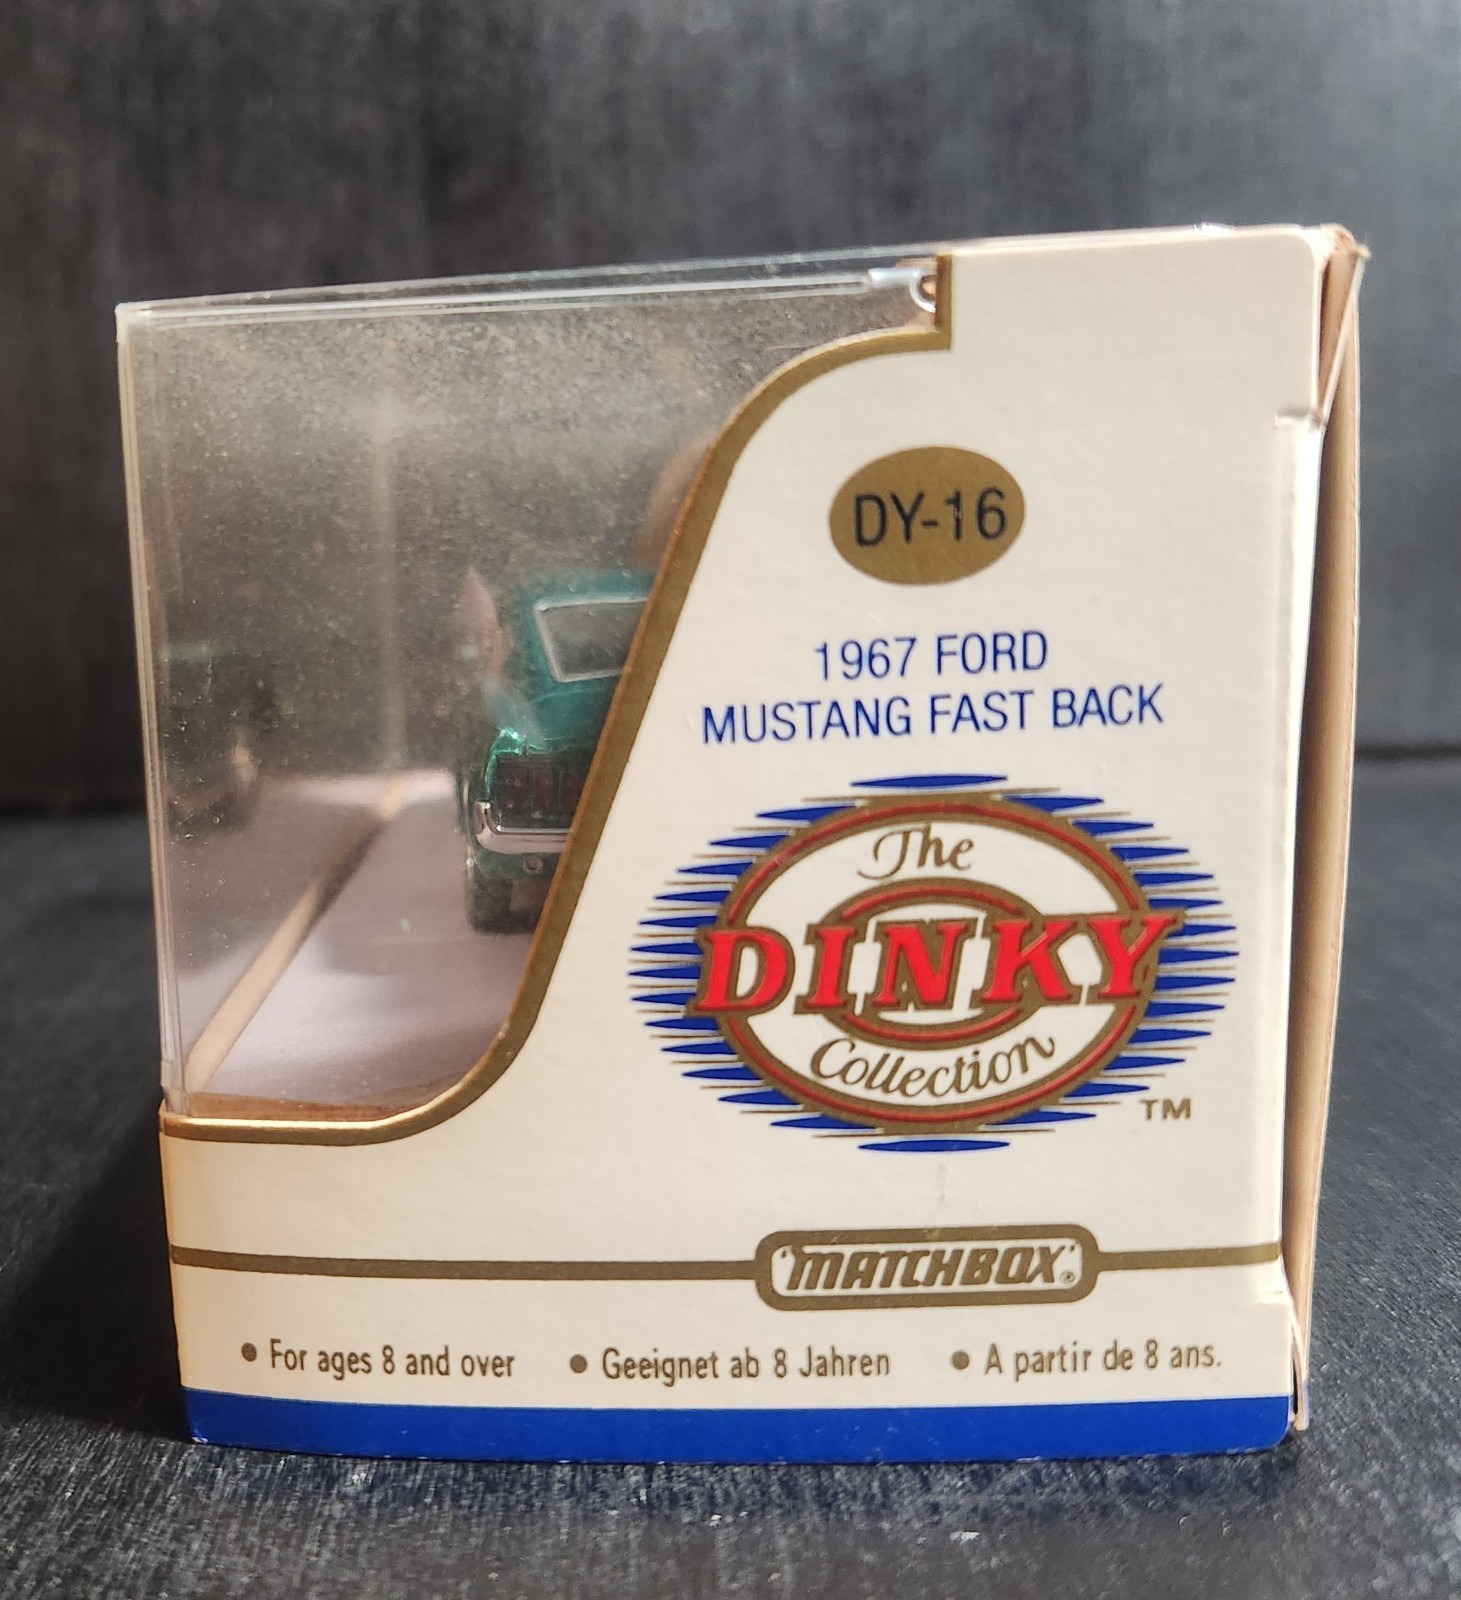 DY-16
1967 FORD
MUSTANG FAST BACK
The
DINKY
Collection
TM
"MATCHBOX"®
• For ages 8 and over • Geeignet ab 8 Jahren • A partir de 8 ans.